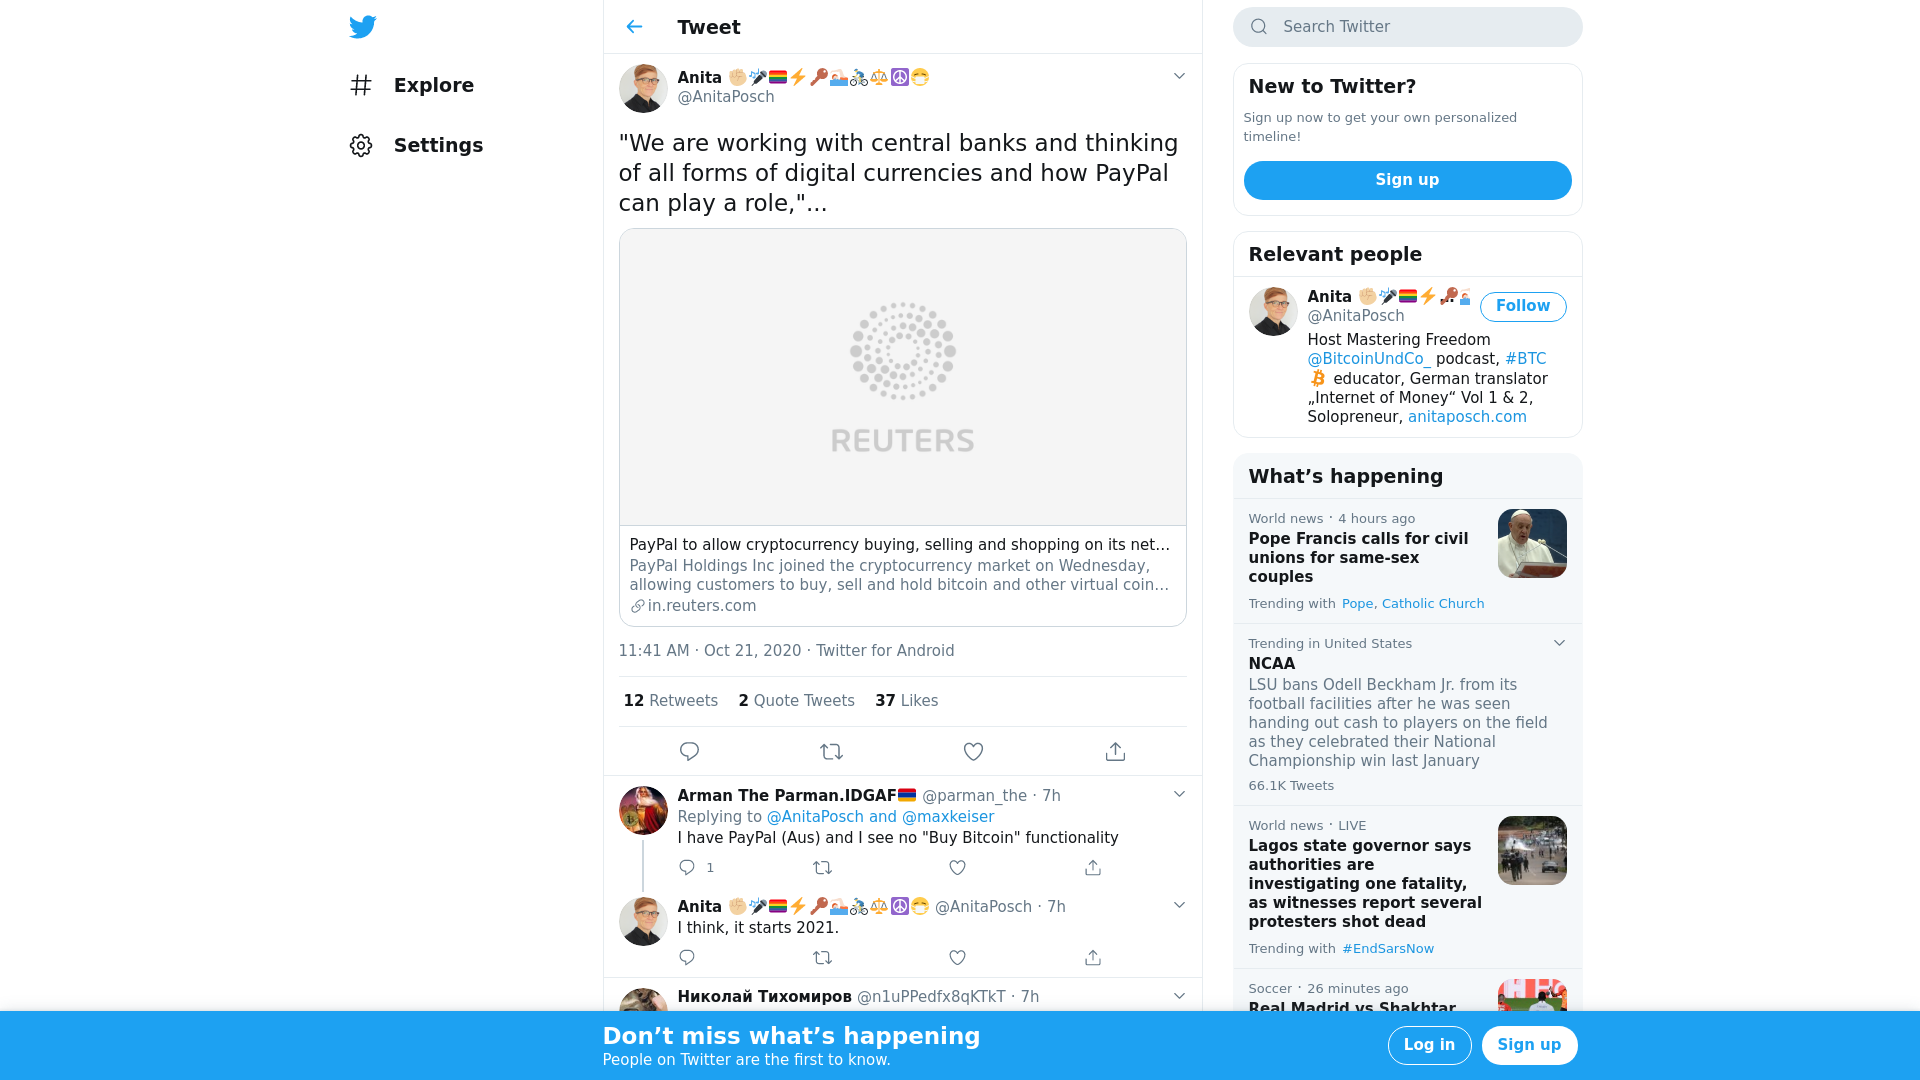 Tweet
Explore
Settings
Anita
@AnitaPosch
"We are working with central banks and thinking
of all forms of digital currencies and how PayPal
can play a role,"...
REUTERS
PayPal to allow cryptocurrency buying, selling and shopping on its net...
PayPal Holdings Inc joined the cryptocurrency market on Wednesday,
allowing customers to buy, sell and hold bitcoin and other virtual coin...
in.reuters.com
11:41 AM · Oct 21, 2020 · Twitter for Android
12 Retweets 2 Quote Tweets 37 Likes
Arman The Parman.IDGAF @parman_the · 7h
Replying to @AnitaPosch and @maxkeiser
I have PayPal (Aus) and I see no "Buy Bitcoin" functionality
1
Anita @AnitaPosch · 7h
I think, it starts 2021.
Николай Тихомиров @n1uPPedfx8qKTkT · 7h
Search Twitter
New to Twitter?
Sign up now to get your own personalized
timeline!
Sign up
Relevant people
Anita
@AnitaPosch
Follow
Host Mastering Freedom
@BitcoinUndCo_ podcast, #BTC
educator, German translator
„Internet of Money“ Vol 1 & 2,
Solopreneur, anitaposch.com
What’s happening
World news · 4 hours ago
Pope Francis calls for civil
unions for same-sex
couples
Trending with Pope, Catholic Church
Trending in United States
NCAA
LSU bans Odell Beckham Jr. from its
football facilities after he was seen
handing out cash to players on the field
as they celebrated their National
Championship win last January
66.1K Tweets
World news · LIVE
Lagos state governor says
authorities are
investigating one fatality,
as witnesses report several
protesters shot dead
Trending with #EndSarsNow
Soccer · 26 minutes ago
Real Madrid vs Shakhtar
Don’t miss what’s happening
People on Twitter are the first to know.
Log in
Sign up